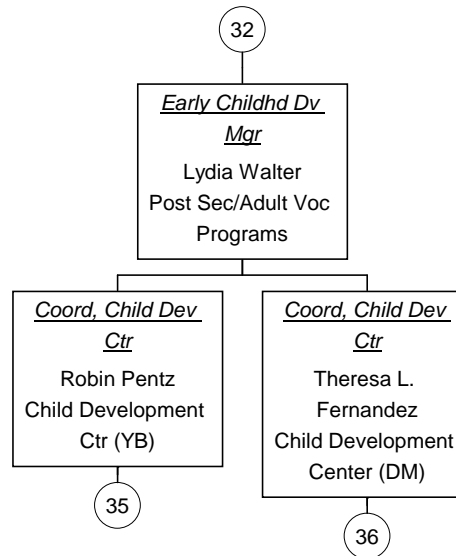 32
Early Childhd Dv
Mgr
Lydia Walter
Post Sec/Adult Voc
Programs
Coord, Child Dev
Ctr
Robin Pentz
Child Development
Ctr (YB)
35
Coord, Child Dev
Ctr
Theresa L.
Fernandez
Child Development
Center (DM)
36